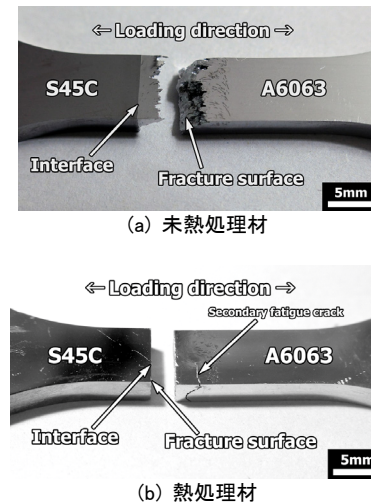 ← Loading direction →
S45C
A6063
Interface
Fracture surface
5mm
(a) 未熱処理材
← Loading direction →
Secondary fatigue crack
S45C
A6063
Interface
Fracture surface
5mm
(b) 熱処理材